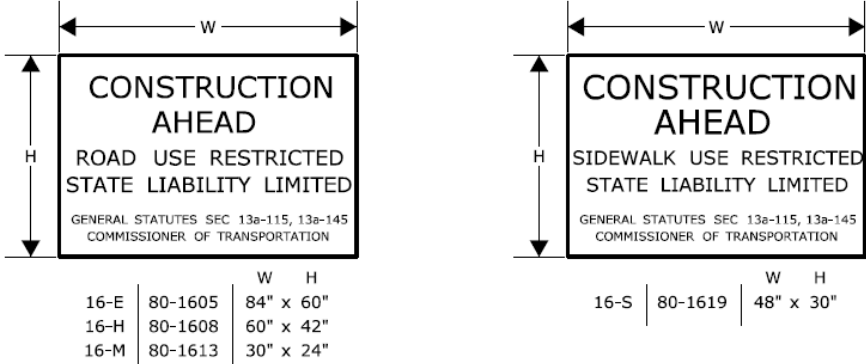 W
H
CONSTRUCTION
AHEAD
ROAD USE RESTRICTED
STATE LIABILITY LIMITED
GENERAL STATUTES SEC 13a-115, 13a-145
COMMISSIONER OF TRANSPORTATION
W H
16-E 80-1605 84" x 60"
16-H 80-1608 60" x 42"
16-M 80-1613 30" x 24"
W
H
CONSTRUCTION
AHEAD
SIDEWALK USE RESTRICTED
STATE LIABILITY LIMITED
GENERAL STATUTES SEC 13a-115, 13a-145
COMMISSIONER OF TRANSPORTATION
W H
16-S 80-1619 48" x 30"